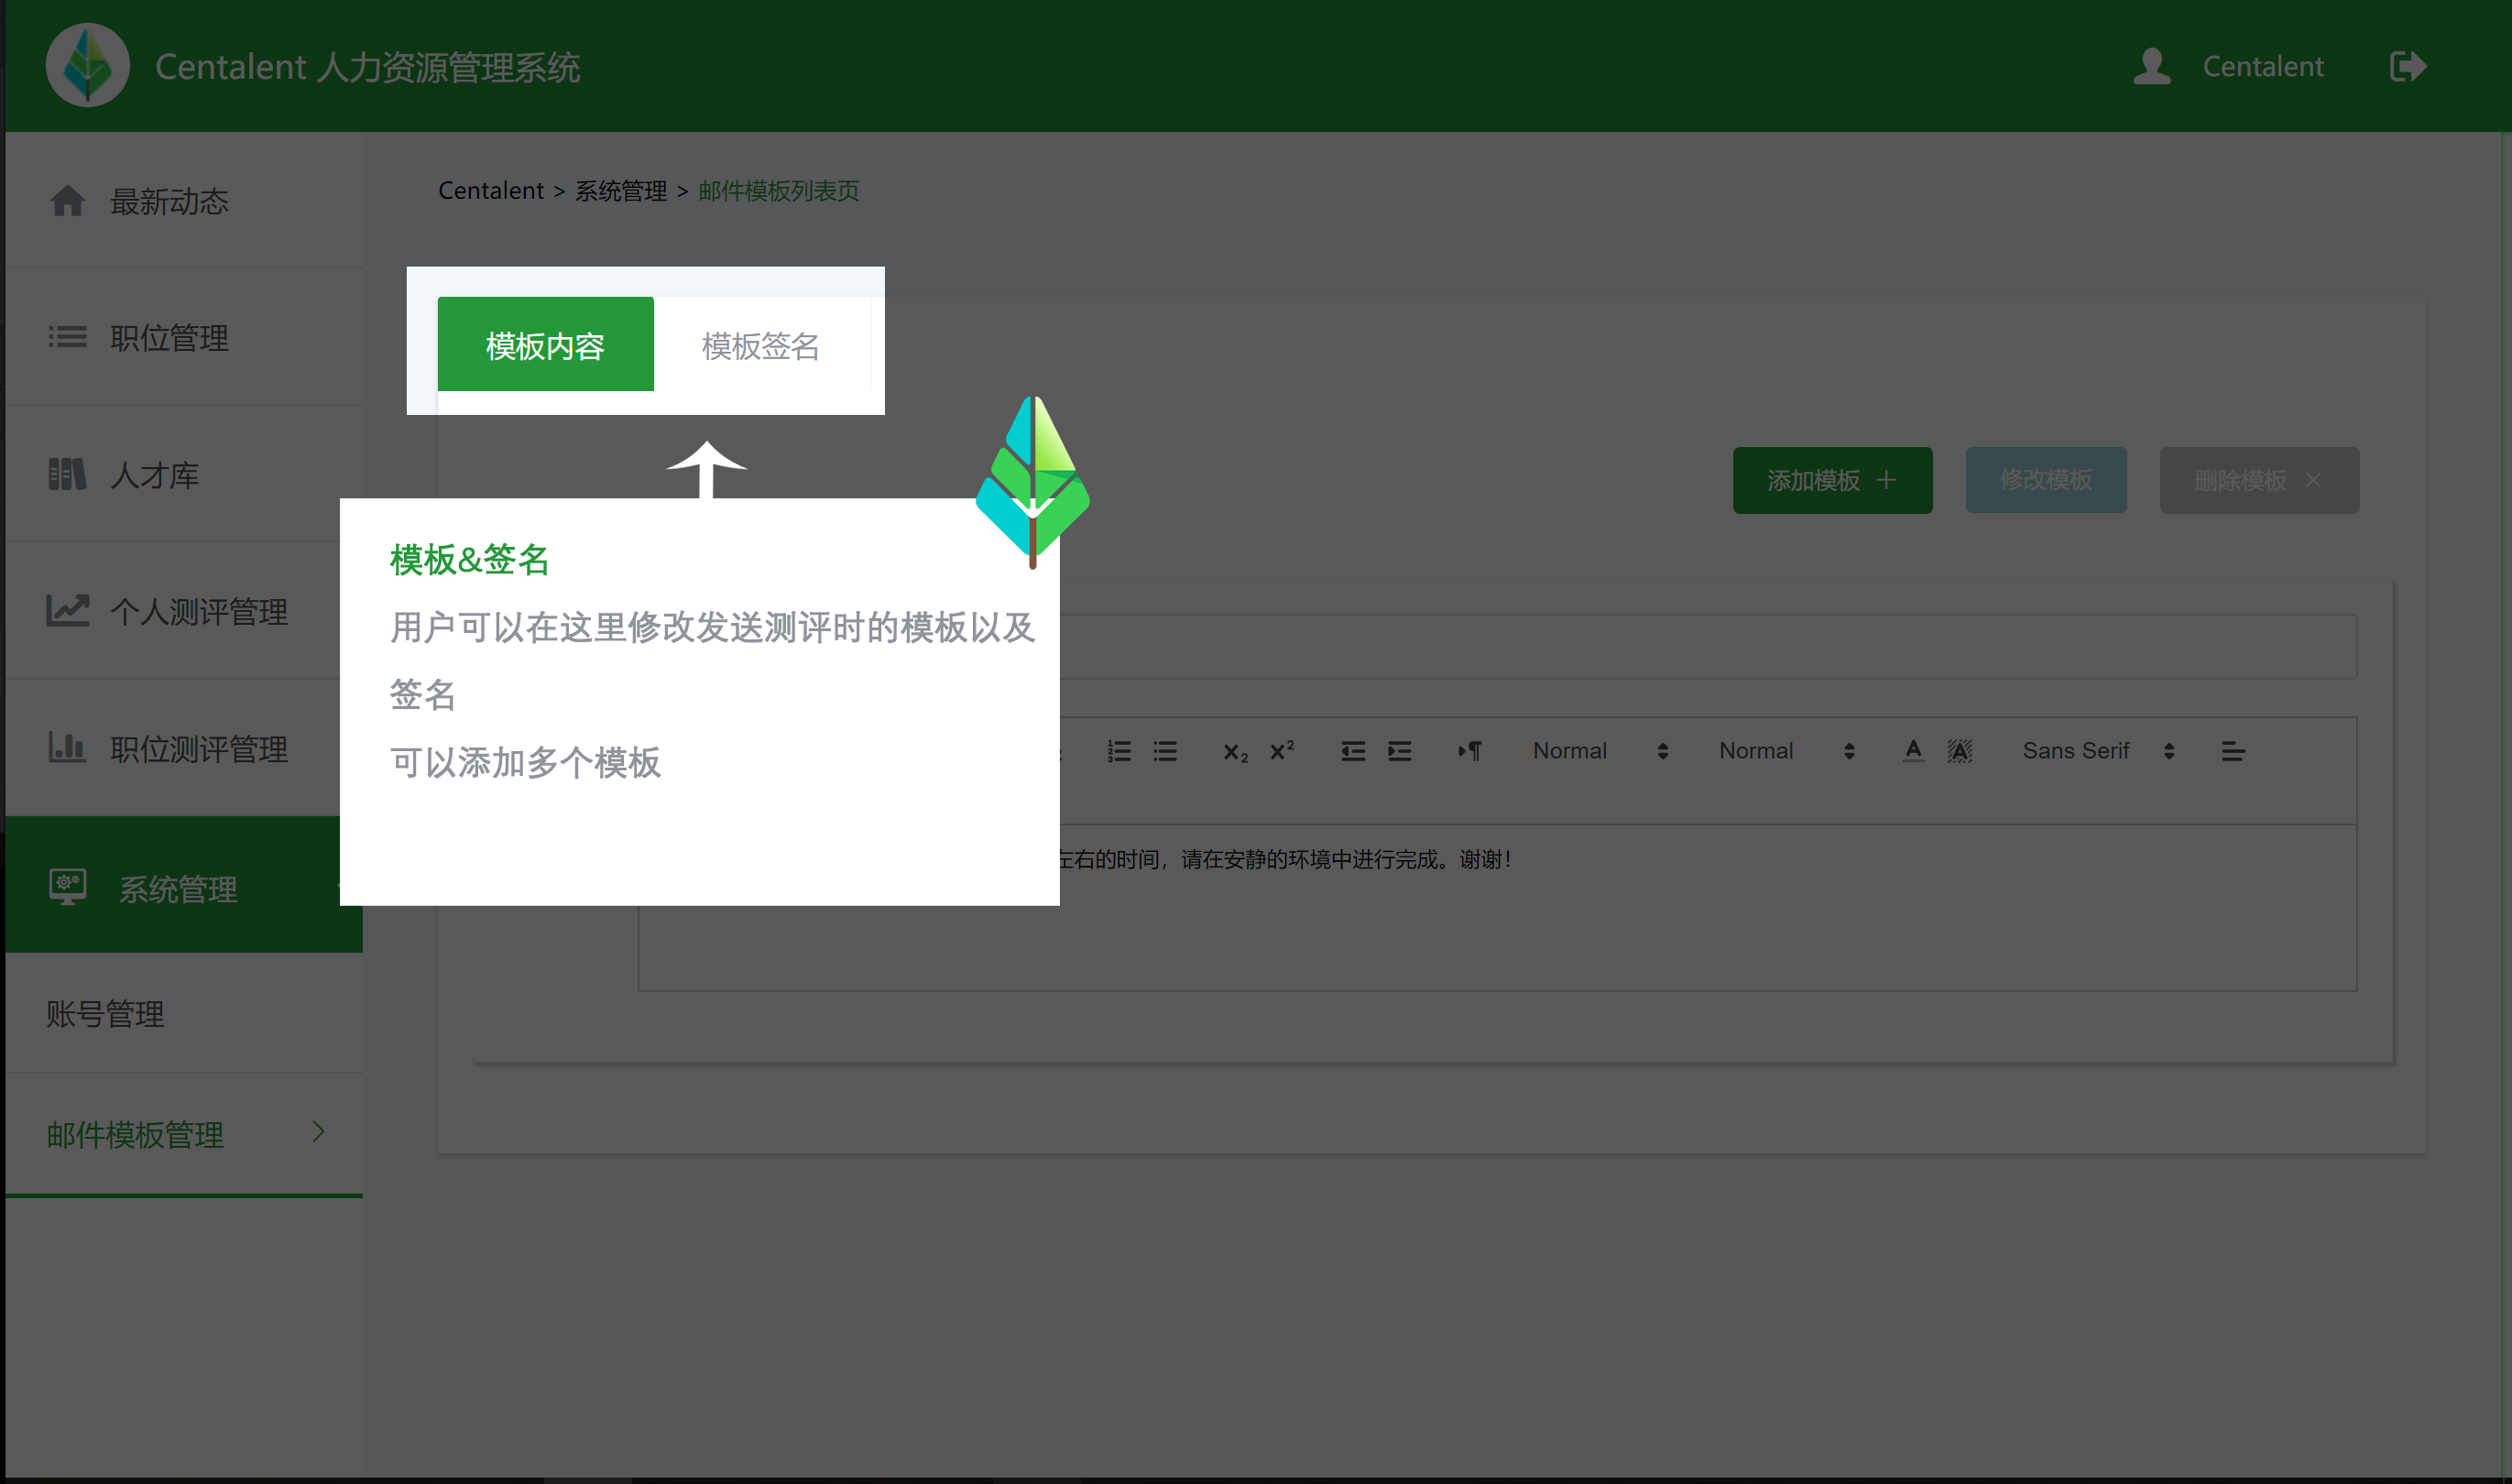 Centalent 人力资源管理系统
Centalent
最新动态
职位管理
人才库
个人测评管理
职位测评管理
系统管理
账号管理
邮件模板管理
Centalent > 系统管理 > 邮件模板列表页
模板内容
模板签名
添加模板
修改模板
删除模板
模板&签名
用户可以在这里修改发送测评时的模板以及
签名
可以添加多个模板
Normal
Normal
Sans Serif
左右的时间，请在安静的环境中进行完成。谢谢！